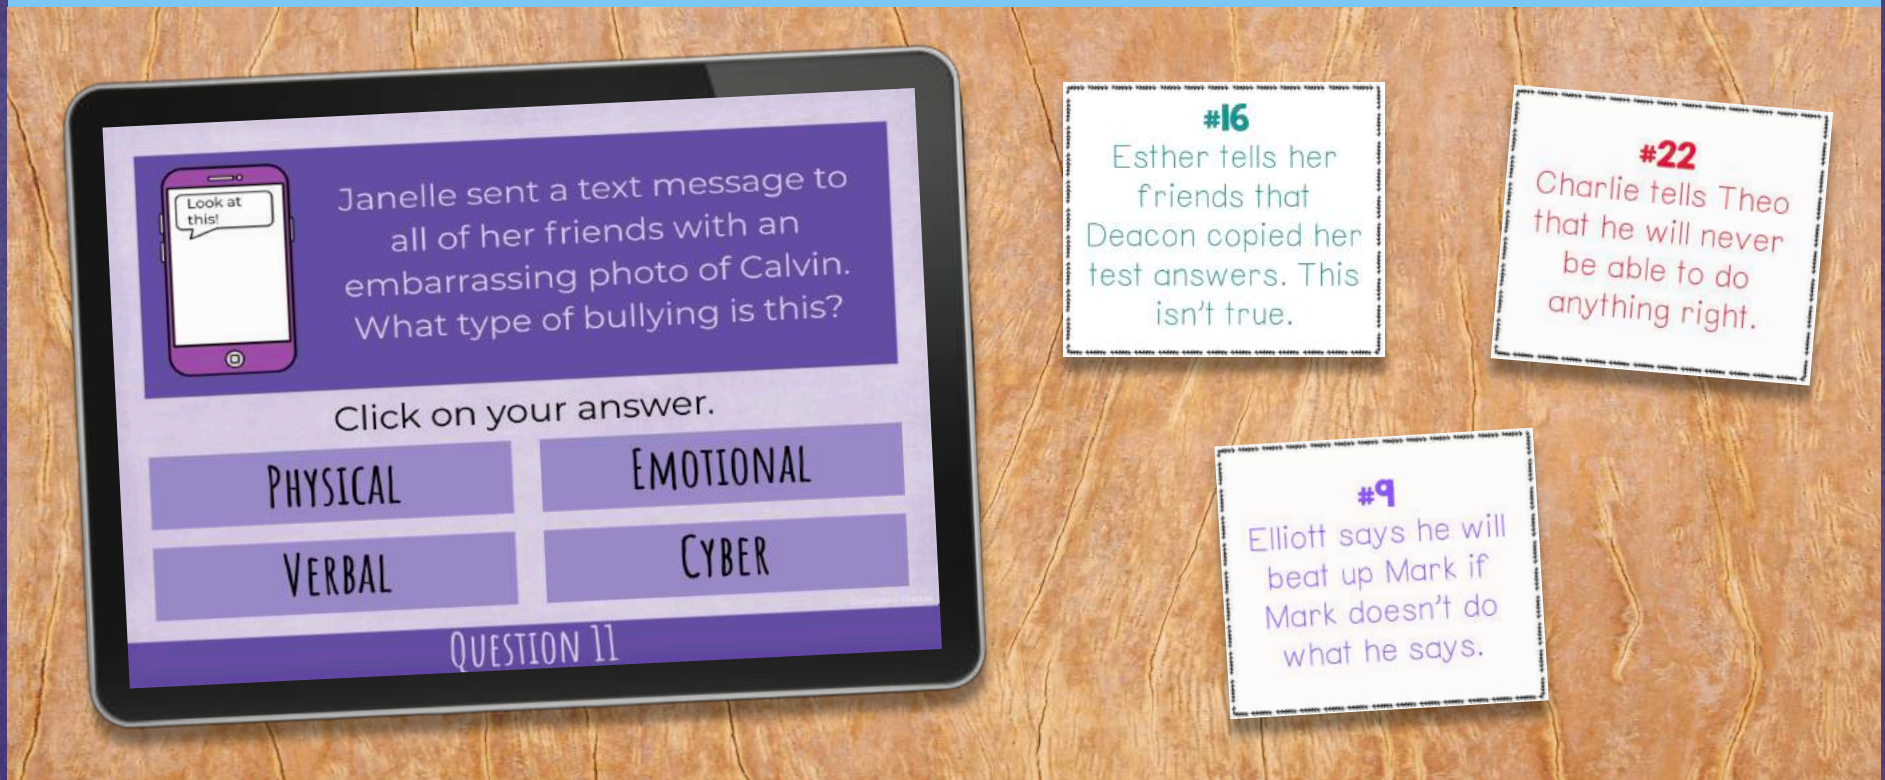 Look at
this!
Janelle sent a text message to
all of her friends with an
embarrassing photo of Calvin.
What type of bullying is this?
Click on your answer.
PHYSICAL
EMOTIONAL
VERBAL
CYBER
QUESTION 11
#16
Esther tells her
friends that
Deacon copied her
test answers. This
isn't true.
#22
Charlie tells Theo
that he will never
be able to do
anything right.
#9
Elliott says he will
beat up Mark if
Mark doesn't do
what he says.